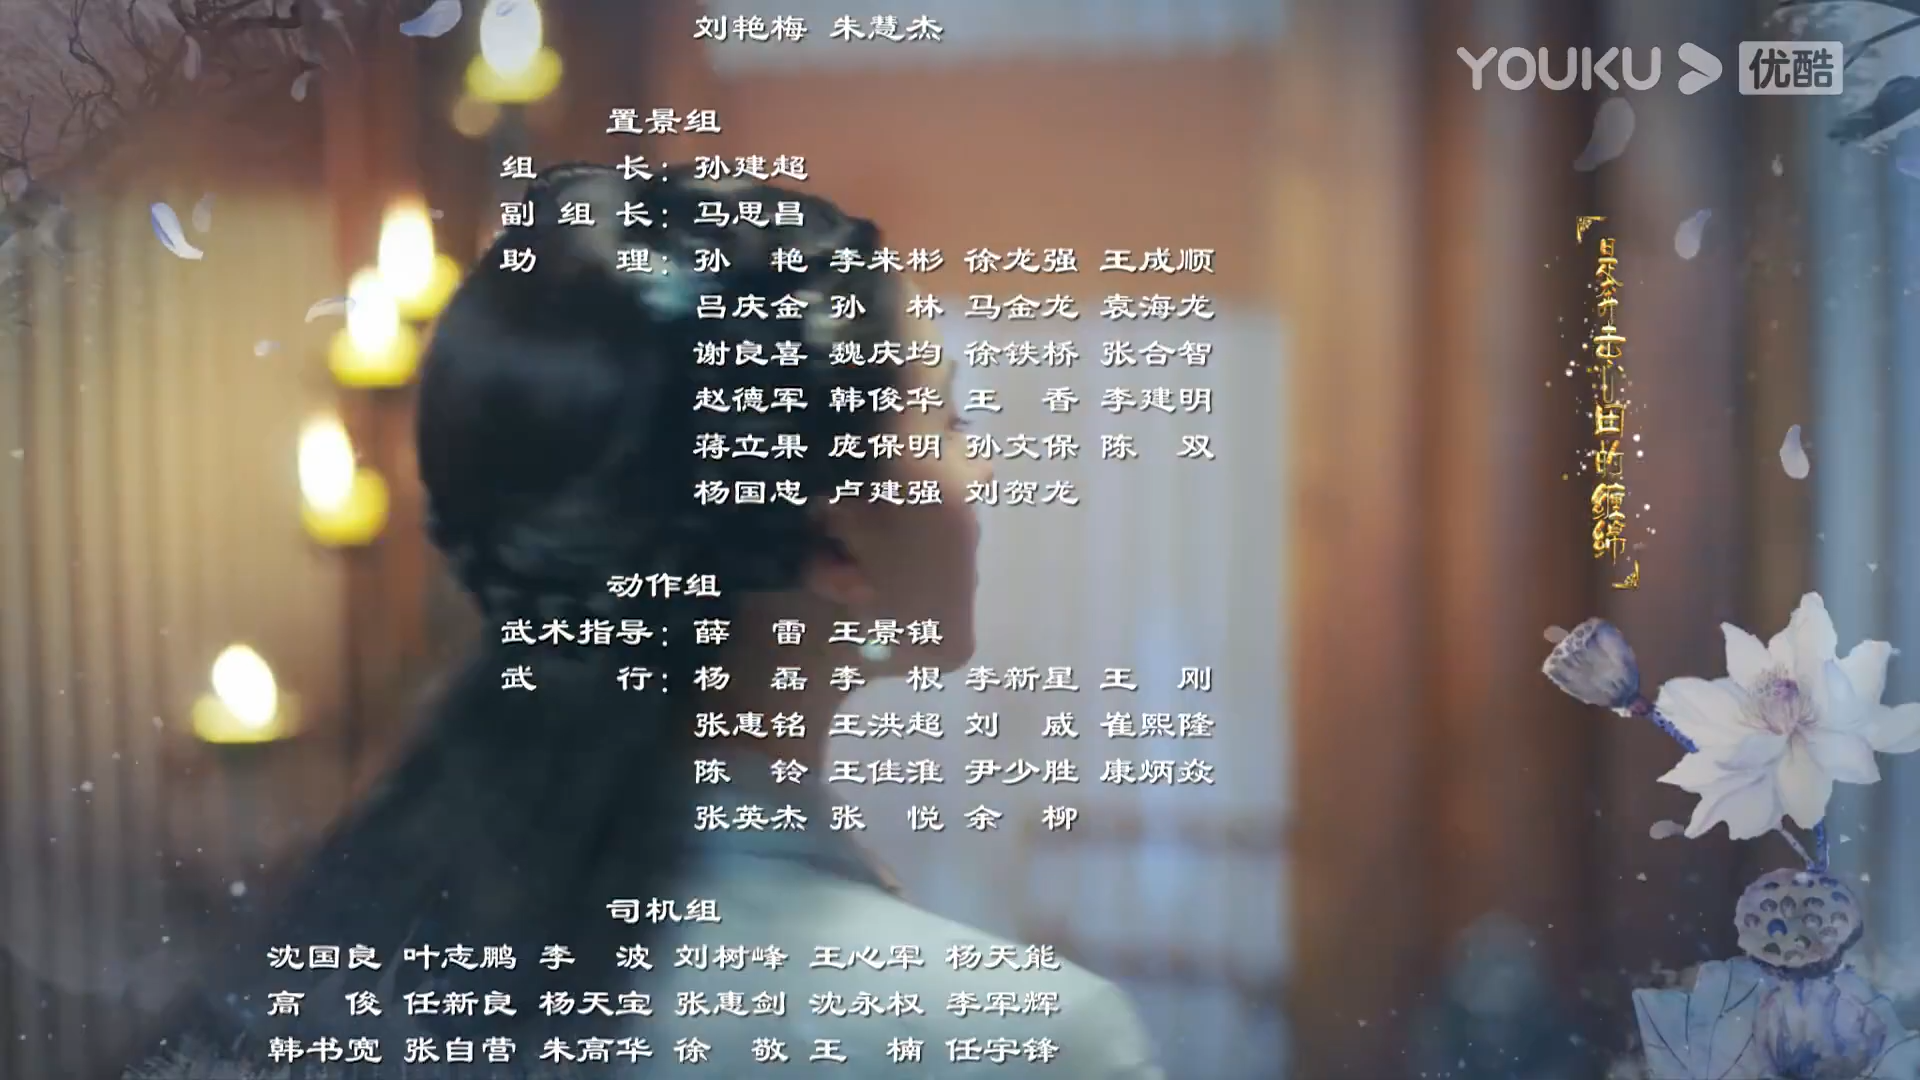 刘艳梅 朱慧杰
YOUKU 优酷
置景组
组 长：孙建超
副 组 长：马思昌
助 理：孙 艳 李来彬 徐龙强 王成顺
吕庆金 孙 林 马金龙 袁海龙
谢良喜 魏庆均 徐铁桥 张合智
赵德军 韩俊华 王 香 李建明
蒋立果 庞保明 孙文保 陈 双
杨国忠 卢建强 刘贺龙
动作组
武术指导：薛 雷 王景镇
武 行：杨 磊 李 根 李新星 王 刚
张惠铭 王洪超 刘 威 崔熙隆
陈 铃 王佳淮 尹少胜 康炳焱
张英杰 张 悦 余 柳
司机组
沈国良 叶志鹏 李 波 刘树峰 王心军 杨天能
高 俊 任新良 杨天宝 张惠剑 沈永权 李军辉
韩书宽 张自营 朱高华 徐 敬 王 楠 任宇锋
的缠绵